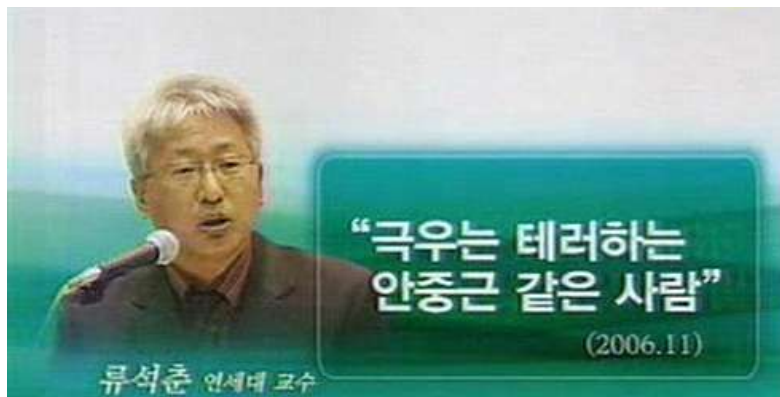 “극우는 테러하는
안중근 같은 사람”
(2006.11)
류석춘 연세대 교수